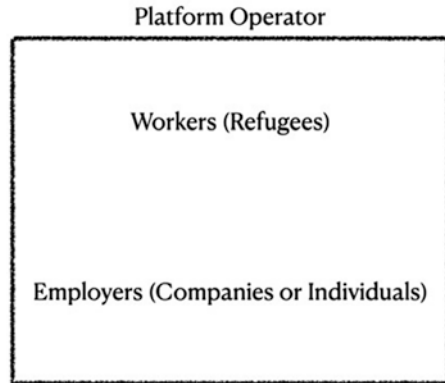 Platform Operator
Workers (Refugees)
Employers (Companies or Individuals)